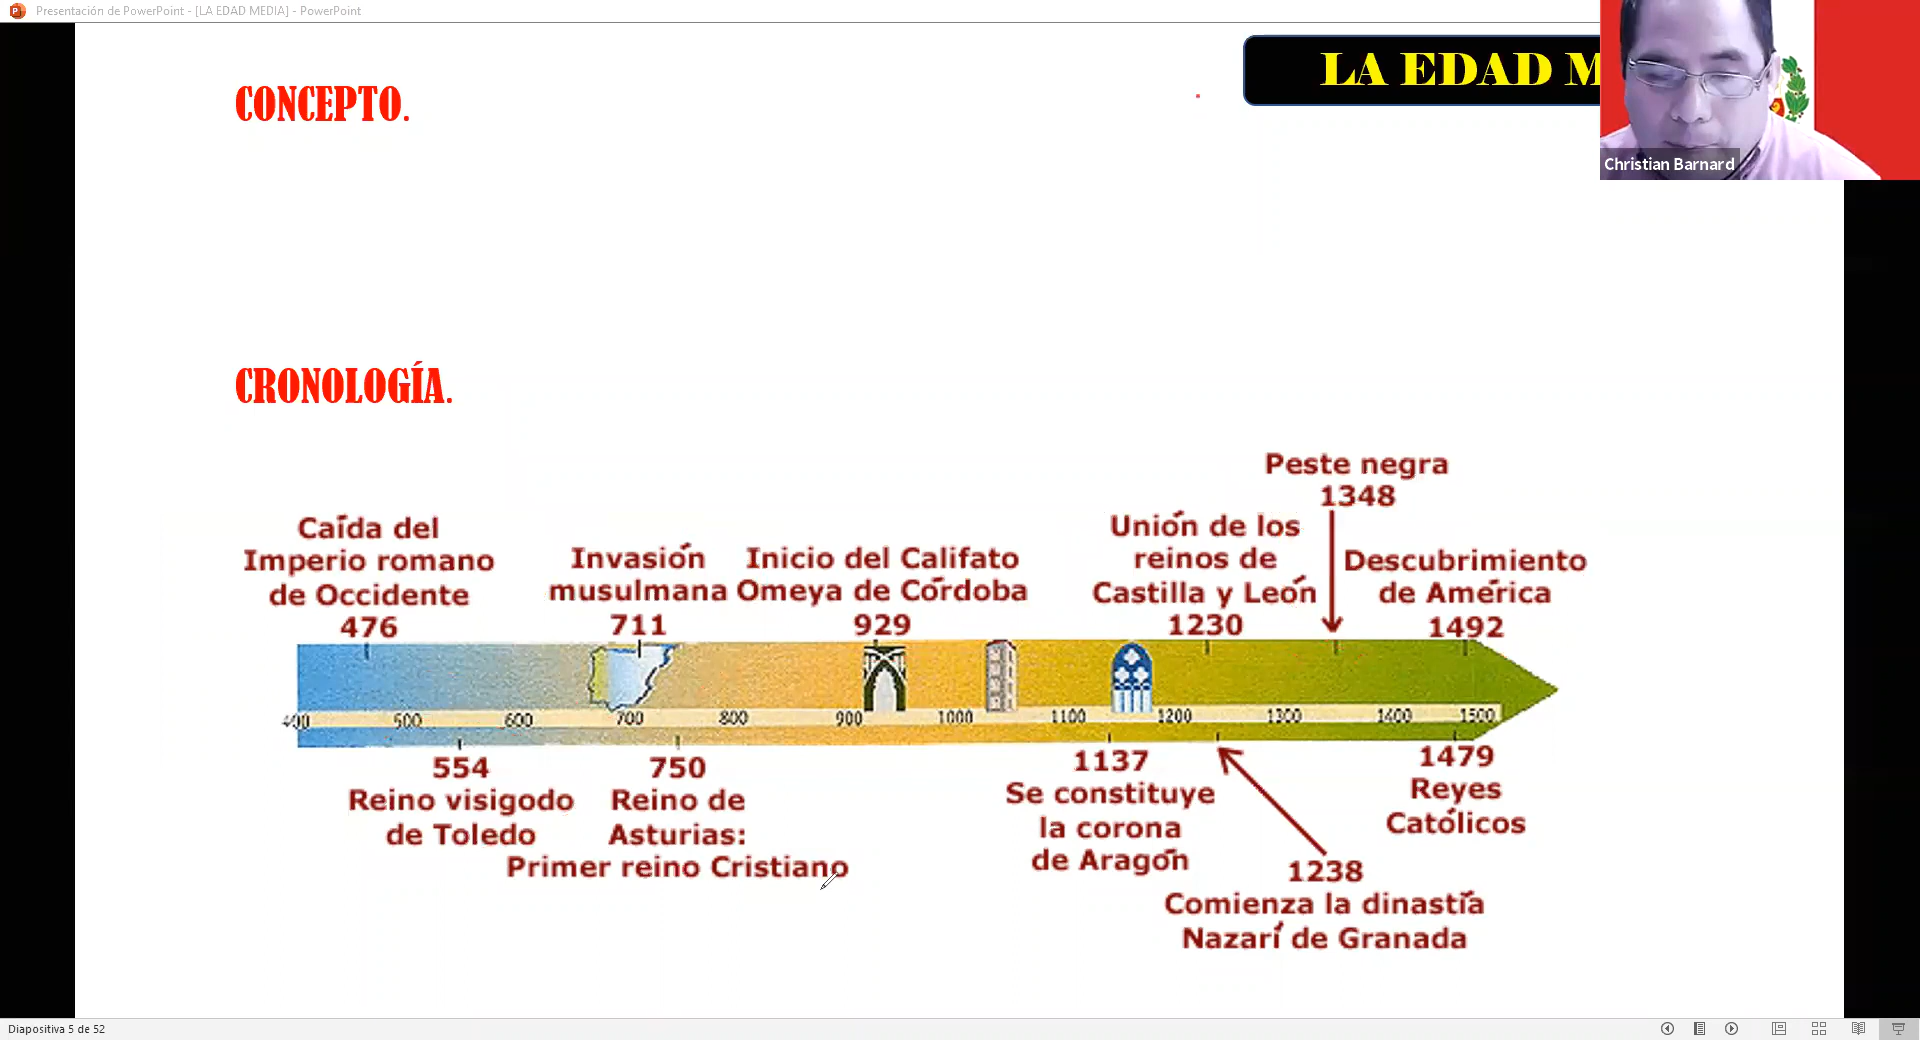 Presentación de PowerPoint - [LA EDAD MEDIA] - PowerPoint
LA EDAD M
CONCEPTO.
Christian Barnard
CRONOLOGÍA.
Peste negra
1348
Caída del
Imperio romano
de Occidente
476
Invasión
musulmana
711
Inicio del Califato
Omeya de Córdoba
929
Unión de los
reinos de
Castilla y León
1230
Descubrimiento
de América
1492
400 500 600 700 800 900 1000 1100 1200 1300 1400 1500
554
Reino visigodo
de Toledo
750
Reino de
Asturias:
Primer reino Cristiano
1137
Se constituye
la corona
de Aragón
1238
Comienza la dinastía
Nazarí de Granada
1479
Reyes
Católicos
Diapositiva 5 de 52